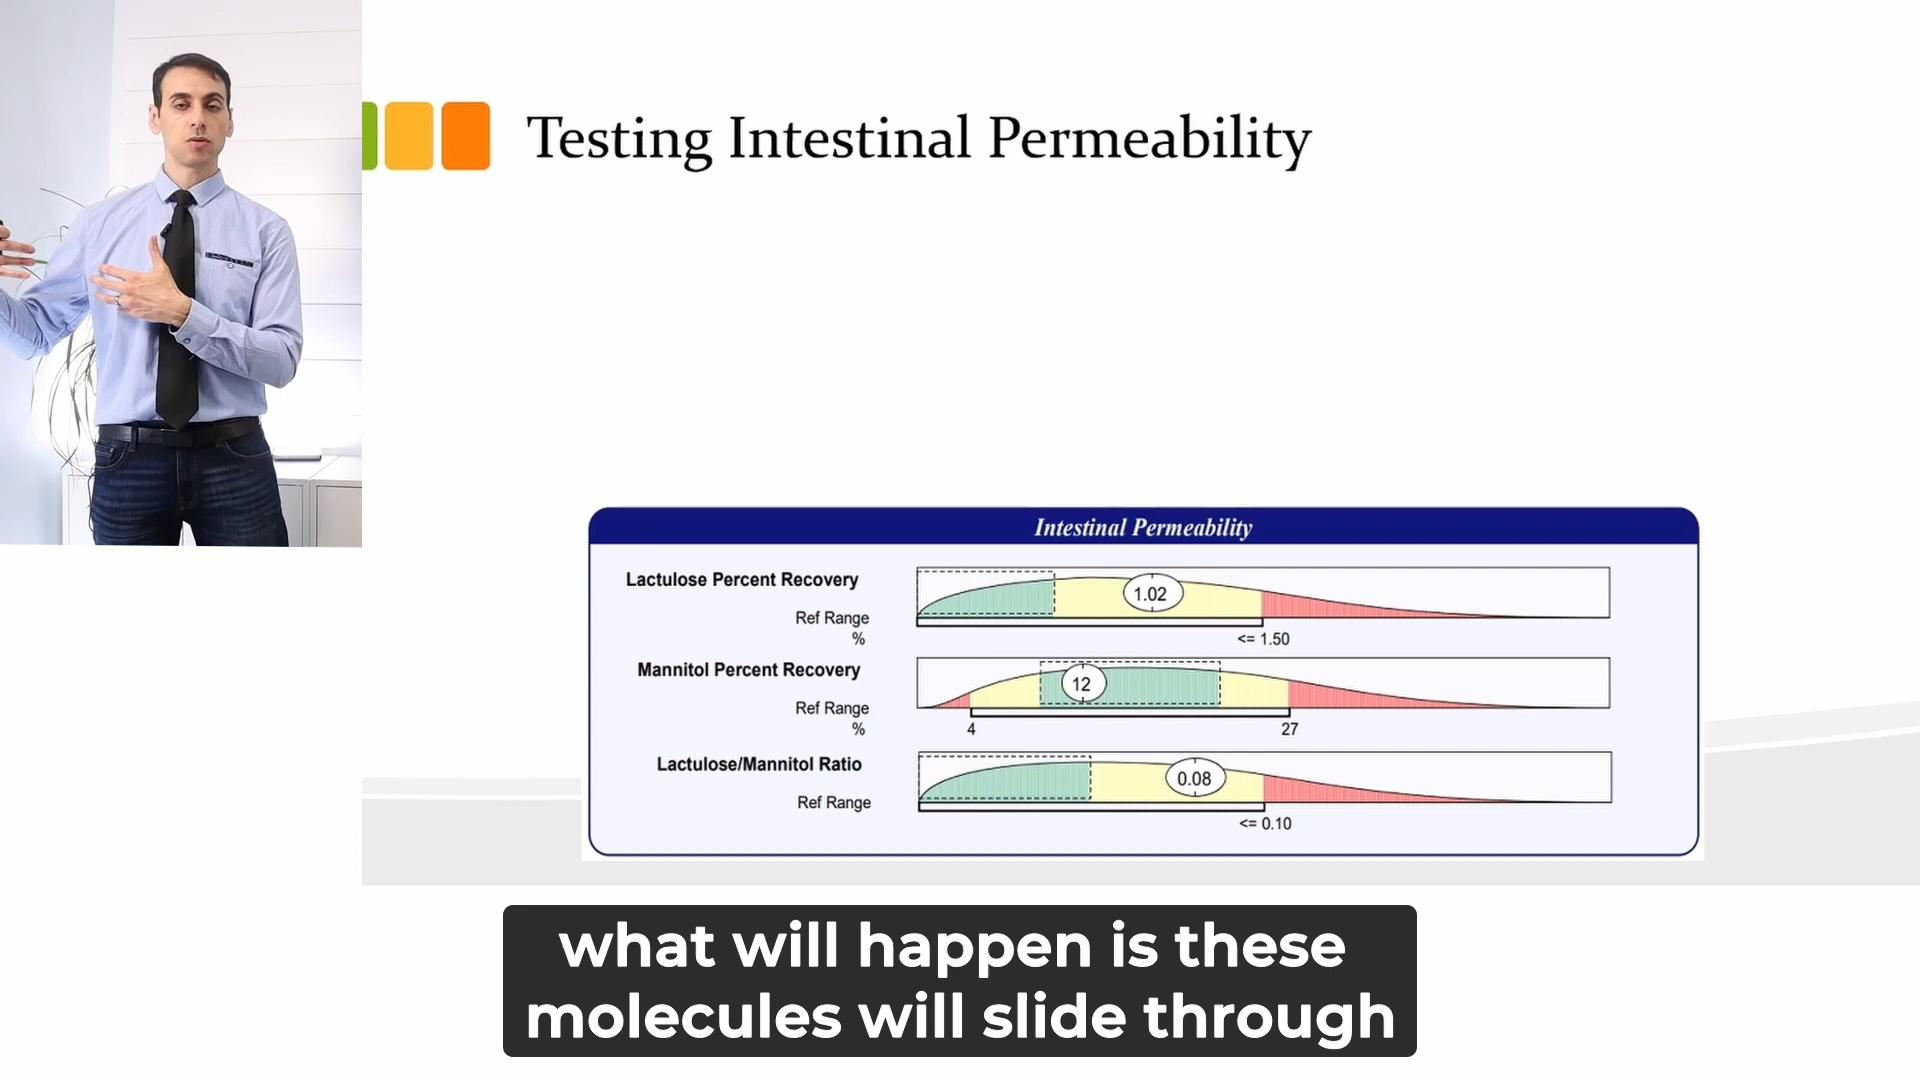 Testing Intestinal Permeability
Intestinal Permeability
Lactulose Percent Recovery
1.02
Ref Range
%
<= 1.50
Mannitol Percent Recovery
12
Ref Range
%
4
27
Lactulose/Mannitol Ratio
0.08
Ref Range
<= 0.10
what will happen is these
molecules will slide through